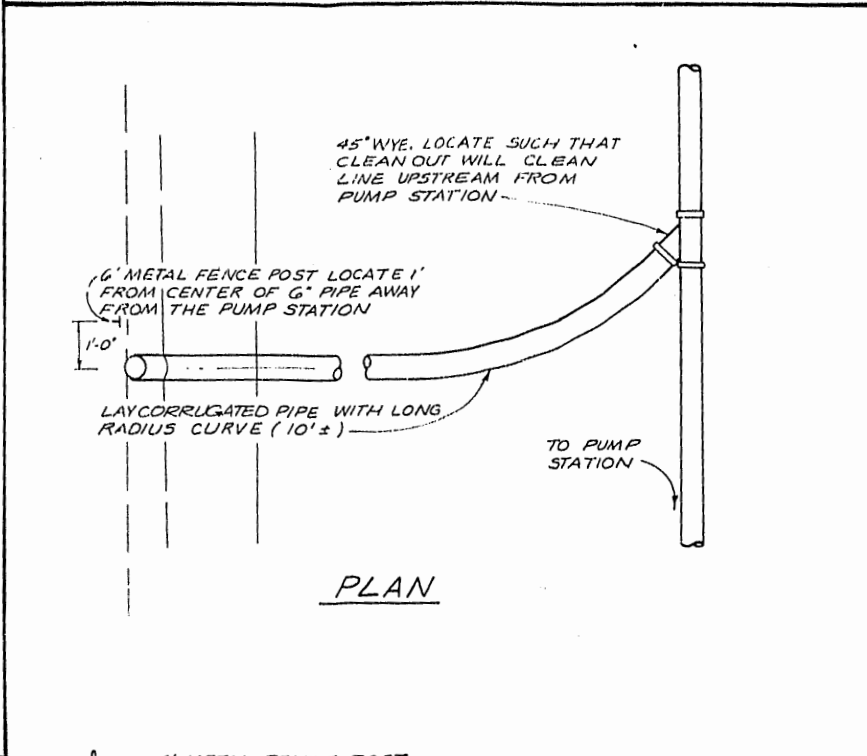 45° WYE. LOCATE SUCH THAT
CLEAN OUT WILL CLEAN
LINE UPSTREAM FROM
PUMP STATION
6' METAL FENCE POST LOCATE 1'
FROM CENTER OF 6" PIPE AWAY
FROM THE PUMP STATION
1'-0"
LAY CORRUGATED PIPE WITH LONG
RADIUS CURVE (10'±)
TO PUMP
STATION
PLAN